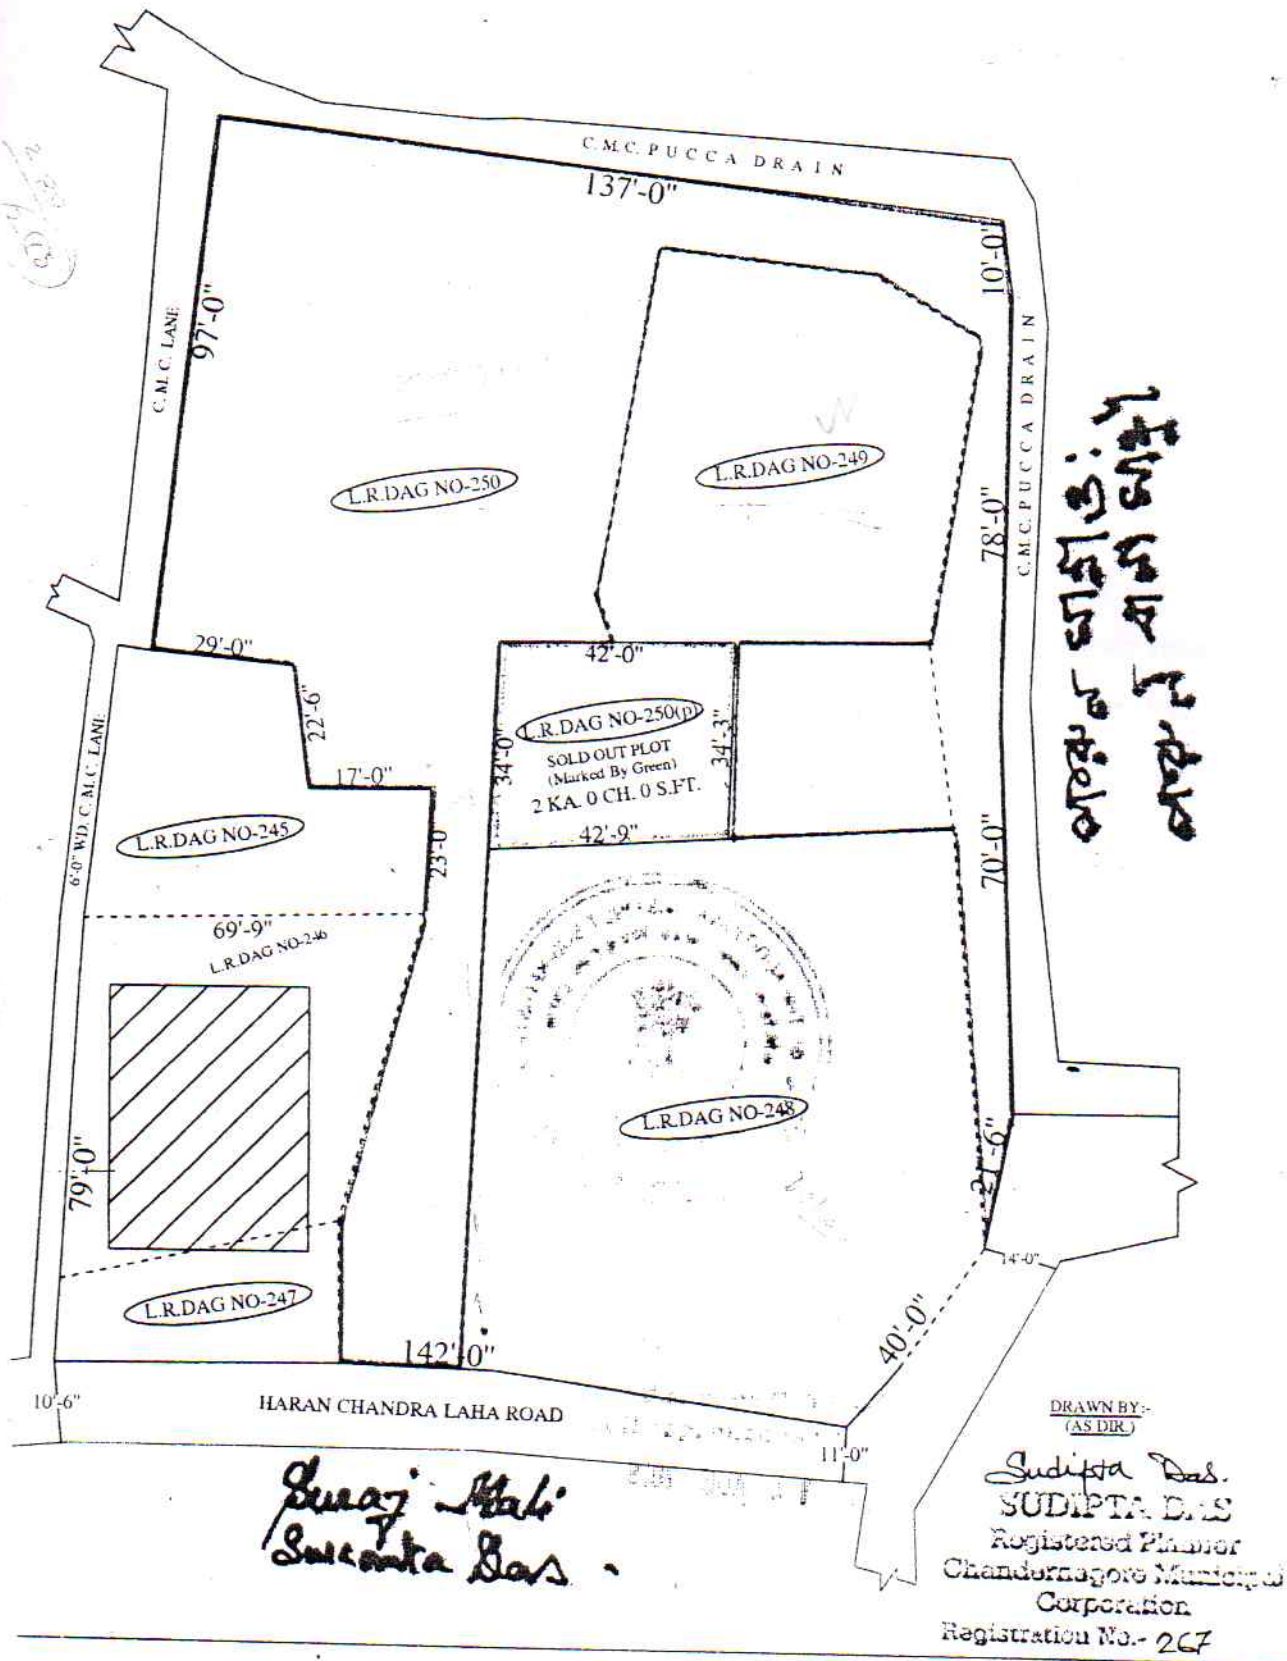 C.M.C. PUCCA DRAIN
137'-0"
10'-0"
C.M.C. LANE
97'-0"
C.M.C. PUCCA DRAIN
L.R.DAG NO-250
L.R.DAG NO-249
78'-0"
29'-0"
42'-0"
22'-6"
L.R.DAG NO-250(p)
SOLD OUT PLOT
(Marked By Green)
2 KA. 0 CH. 0 S.FT.
34'-0"
34'-3"
17'-0"
6'-0" WD. C.M.C. LANE
L.R.DAG NO-245
23'-0
42'-9"
70'-0"
69'-9"
L.R.DAG NO-246
L.R.DAG NO-248
79'-0"
L.R.DAG NO-247
14'-0"
40'-0"
142'-0"
10'-6"
HARAN CHANDRA LAHA ROAD
11'-0"
DRAWN BY:-
(AS DIR.)
Suraj Mali
Sucanta Das.
Sudipta Das.
SUDIPTA DAS
Registered Planner
Chandernagore Municipal
Corporation
Registration No.- 267